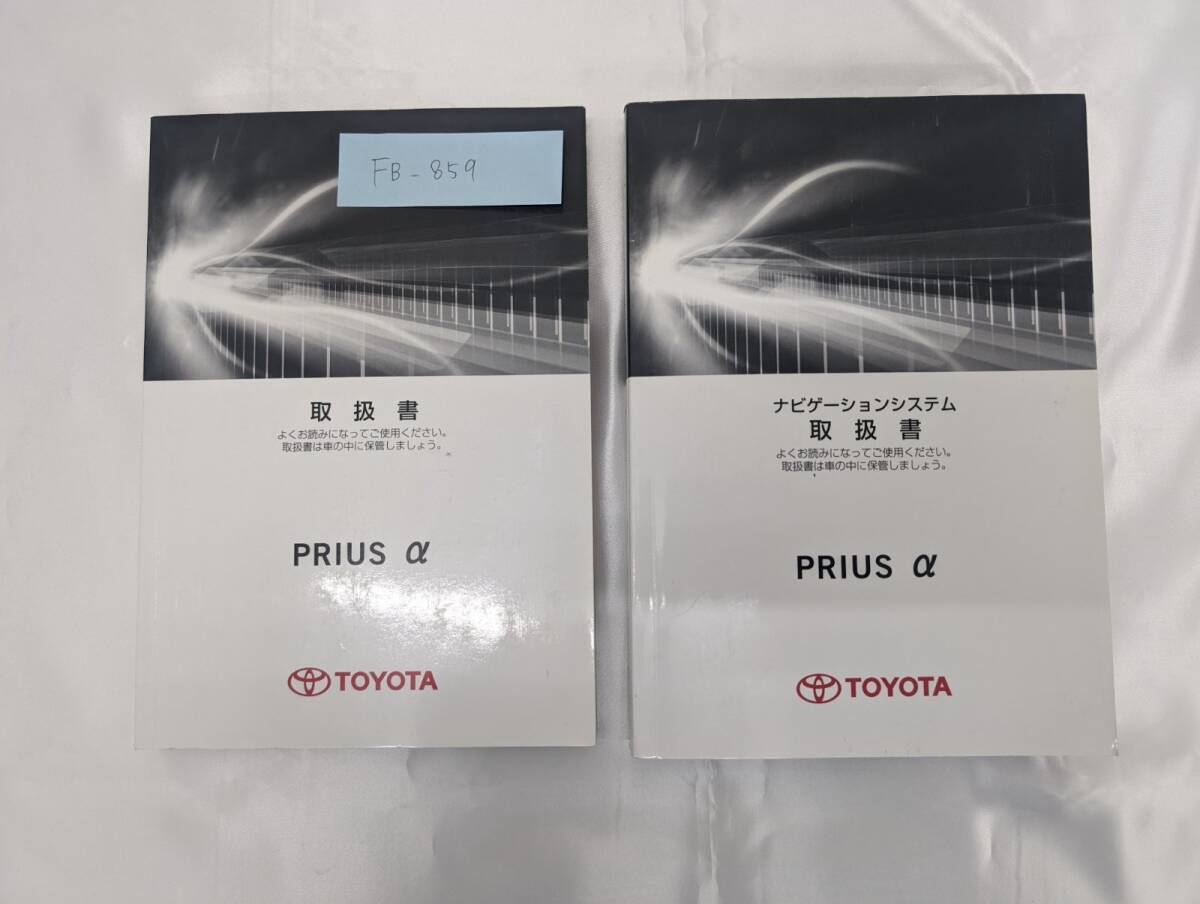 FB-859
取扱書
よくお読みになってご使用ください。
取扱書は車の中に保管しましょう。
PRIUS α
TOYOTA
ナビゲーションシステム
取扱書
よくお読みになってご使用ください。
取扱書は車の中に保管しましょう。
PRIUS α
TOYOTA